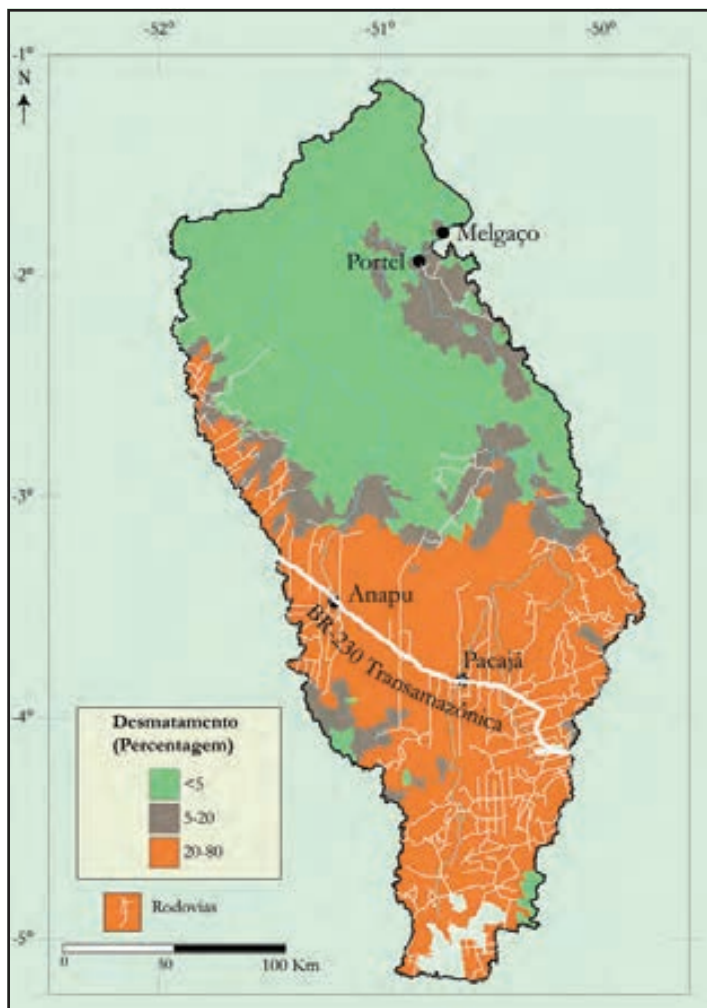 -52° -51° -50°
-1°
N
Melgaço
Portel
-2°
-3°
Anapu
Pacajá
BR-230 Transamazônica
-4°
Desmatamento
(Percentagem)
<5
5-20
20-80
Rodovias
-5°
0 50 100 Km